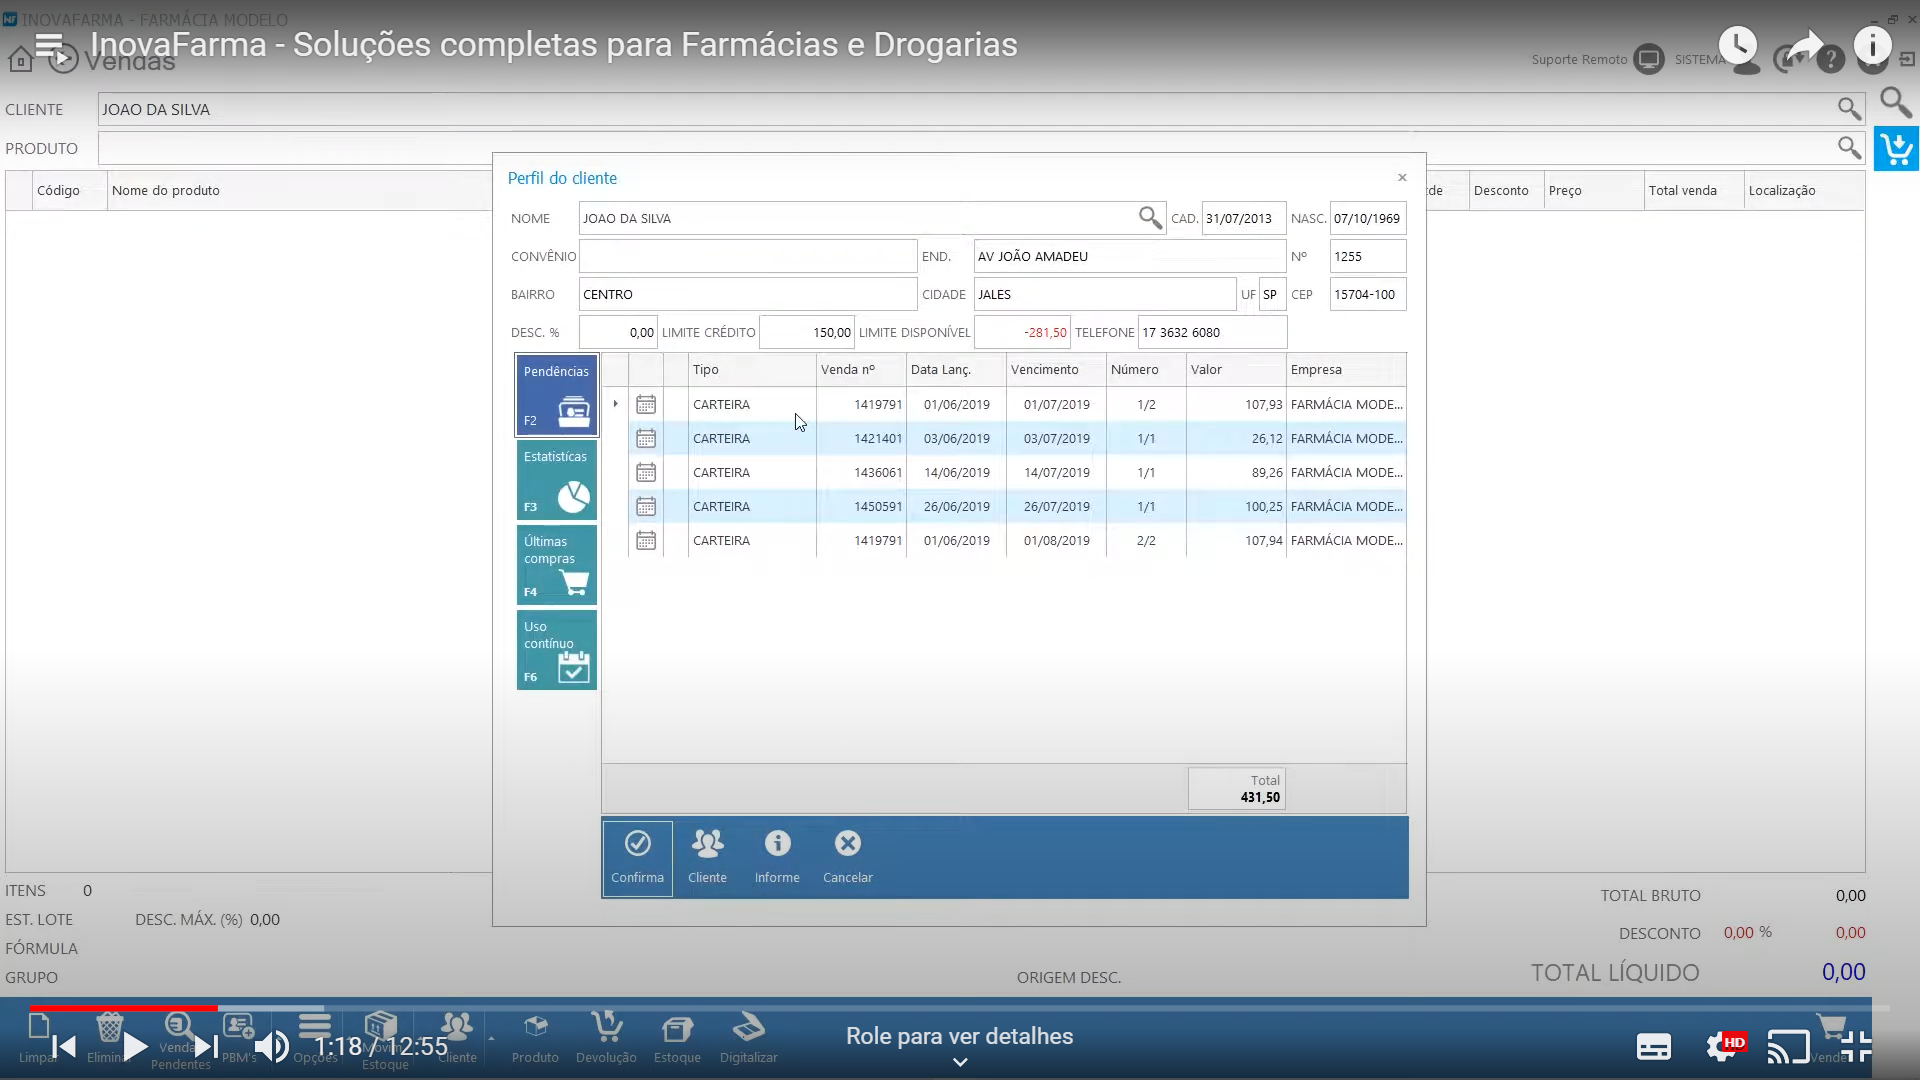 INOVAFARMA - FARMÁCIA MODELO
InovaFarma - Soluções completas para Farmácias e Drogarias
Vendas
Suporte Remoto
SISTEMA
CLIENTE JOAO DA SILVA
PRODUTO
Código Nome do produto
Desconto Preço Total venda Localização
Perfil do cliente
NOME JOAO DA SILVA CAD. 31/07/2013 NASC. 07/10/1969
CONVÊNIO END. AV JOÃO AMADEU Nº 1255
BAIRRO CENTRO CIDADE JALES UF SP CEP 15704-100
DESC. % 0,00 LIMITE CRÉDITO 150,00 LIMITE DISPONÍVEL -281,50 TELEFONE 17 3632 6080
Pendências
F2
Estatisticas
F3
Últimas
compras
F4
Uso
contínuo
F6
Tipo Venda nº Data Lanç. Vencimento Número Valor Empresa
CARTEIRA 1419791 01/06/2019 01/07/2019 1/2 107,93 FARMÁCIA MODE...
CARTEIRA 1421401 03/06/2019 03/07/2019 1/1 26,12 FARMÁCIA MODE...
CARTEIRA 1436061 14/06/2019 14/07/2019 1/1 89,26 FARMÁCIA MODE...
CARTEIRA 1450591 26/06/2019 26/07/2019 1/1 100,25 FARMÁCIA MODE...
CARTEIRA 1419791 01/06/2019 01/08/2019 2/2 107,94 FARMÁCIA MODE...
Total
431,50
Confirma Cliente Informe Cancelar
ITENS 0
EST. LOTE DESC. MÁX. (%) 0,00
FÓRMULA
GRUPO
ORIGEM DESC.
TOTAL BRUTO 0,00
DESCONTO 0,00 % 0,00
TOTAL LÍQUIDO 0,00
1:18 / 12:55
Role para ver detalhes
HD
Limpar Eliminar Vendas Pendentes PBM's Opções Movim. Estoque Cliente Produto Devolução Estoque Digitalizar